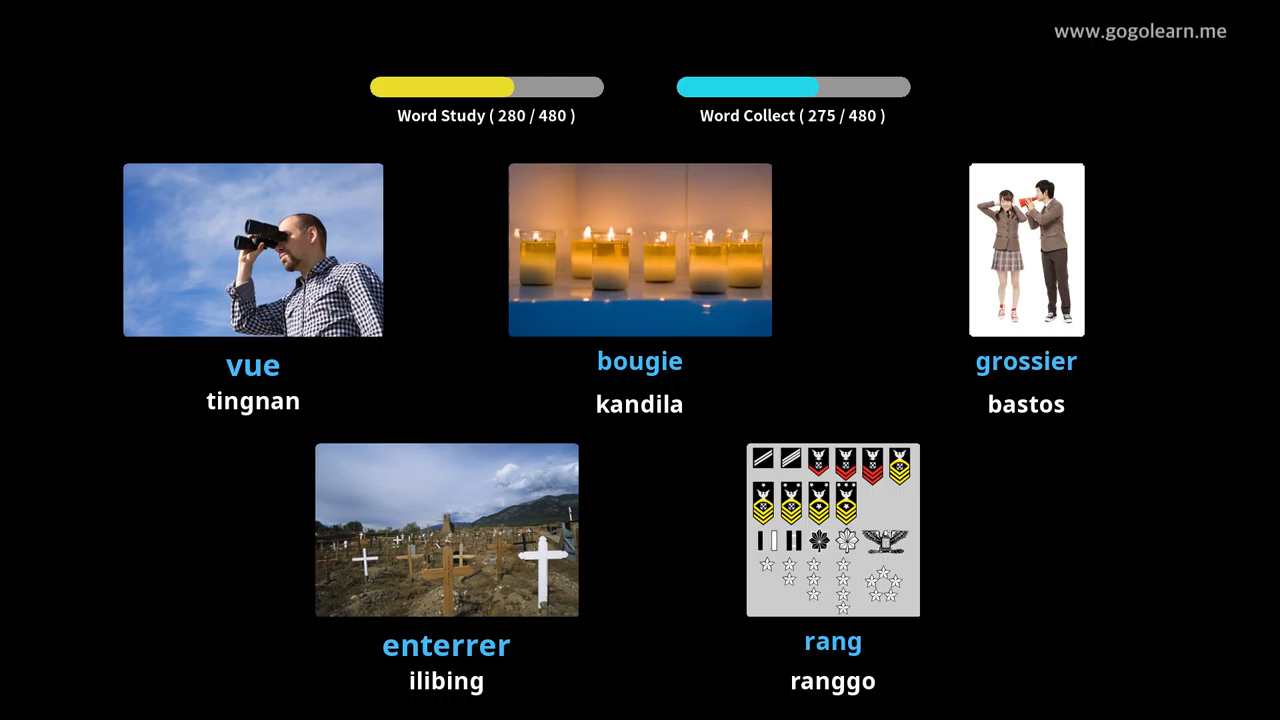 www.gogolearn.me
Word Study ( 280 / 480 )
Word Collect ( 275 / 480 )
vue
tingnan
bougie
kandila
grossier
bastos
enterrer
ilibing
rang
ranggo